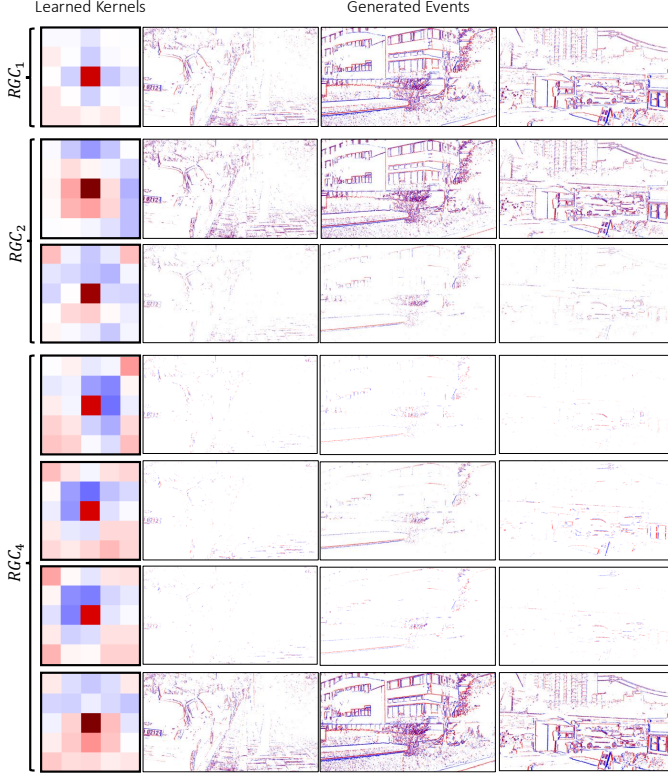 Learned Kernels
Generated Events
RGC₁
RGC₂
RGC₄